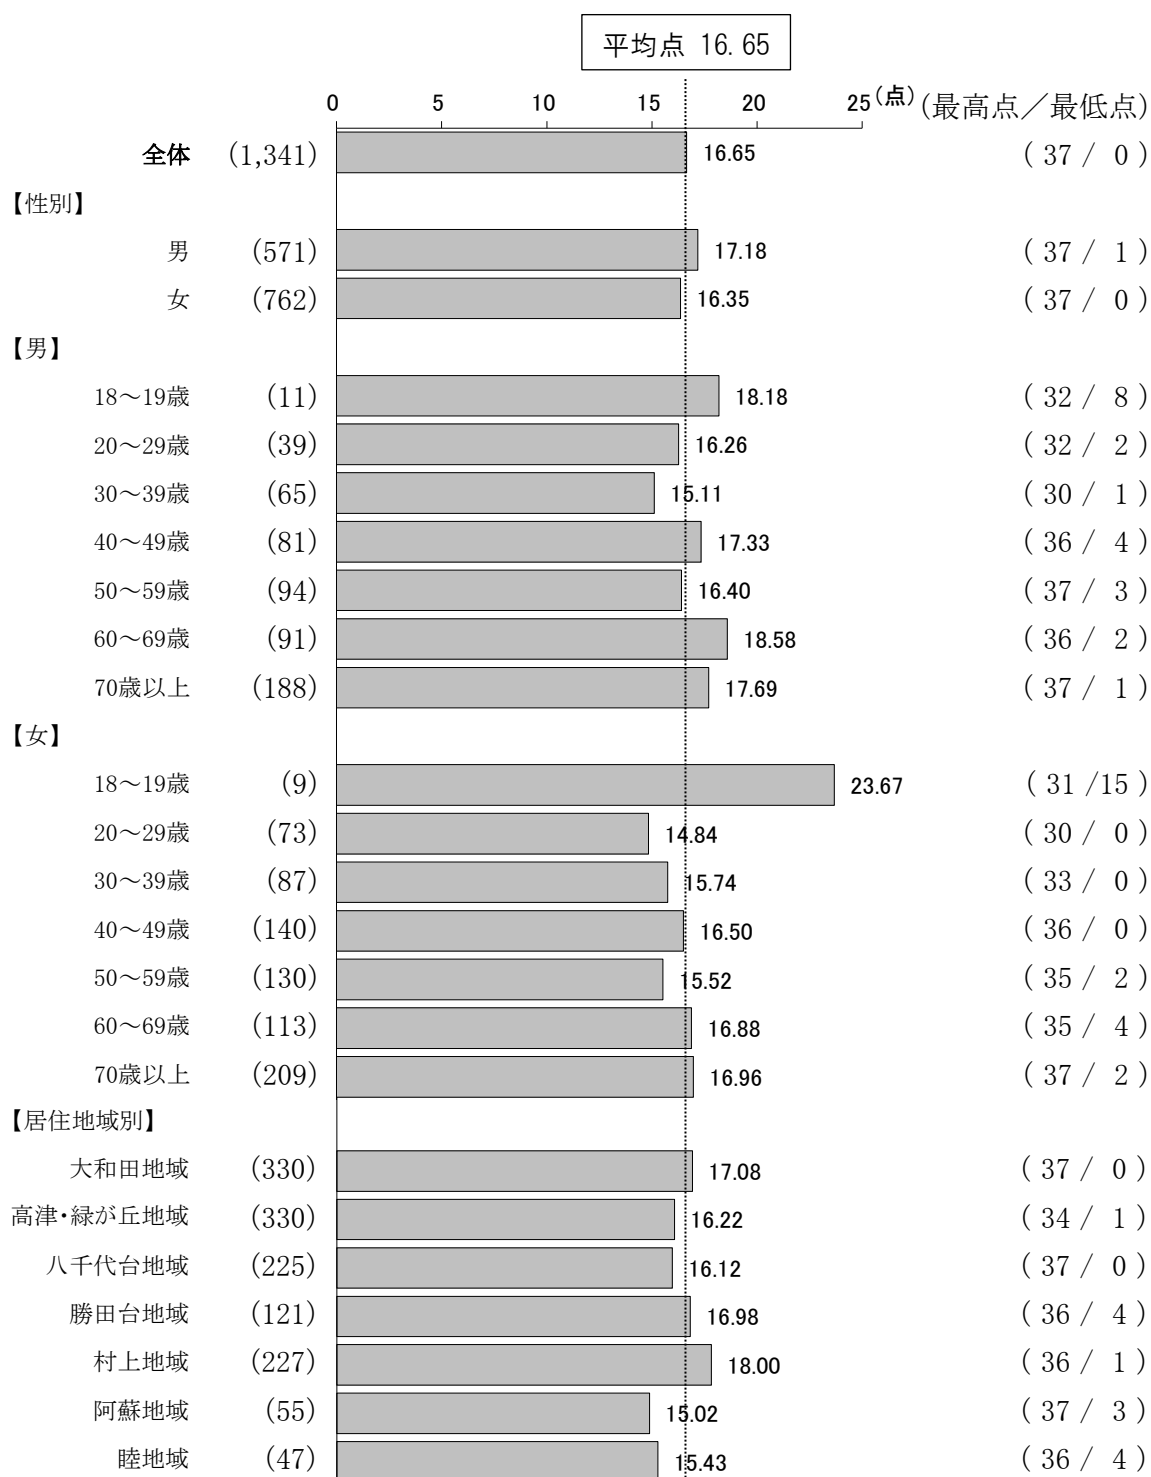 平均点 16.65
0 5 10 15 20 25 (点) (最高点／最低点)
全体 (1,341) 16.65 ( 37 / 0 )
【性別】
男 (571) 17.18 ( 37 / 1 )
女 (762) 16.35 ( 37 / 0 )
【男】
18～19歳 (11) 18.18 ( 32 / 8 )
20～29歳 (39) 16.26 ( 32 / 2 )
30～39歳 (65) 15.11 ( 30 / 1 )
40～49歳 (81) 17.33 ( 36 / 4 )
50～59歳 (94) 16.40 ( 37 / 3 )
60～69歳 (91) 18.58 ( 36 / 2 )
70歳以上 (188) 17.69 ( 37 / 1 )
【女】
18～19歳 (9) 23.67 ( 31 /15 )
20～29歳 (73) 14.84 ( 30 / 0 )
30～39歳 (87) 15.74 ( 33 / 0 )
40～49歳 (140) 16.50 ( 36 / 0 )
50～59歳 (130) 15.52 ( 35 / 2 )
60～69歳 (113) 16.88 ( 35 / 4 )
70歳以上 (209) 16.96 ( 37 / 2 )
【居住地域別】
大和田地域 (330) 17.08 ( 37 / 0 )
高津･緑が丘地域 (330) 16.22 ( 34 / 1 )
八千代台地域 (225) 16.12 ( 37 / 0 )
勝田台地域 (121) 16.98 ( 36 / 4 )
村上地域 (227) 18.00 ( 36 / 1 )
阿蘇地域 (55) 15.02 ( 37 / 3 )
睦地域 (47) 15.43 ( 36 / 4 )